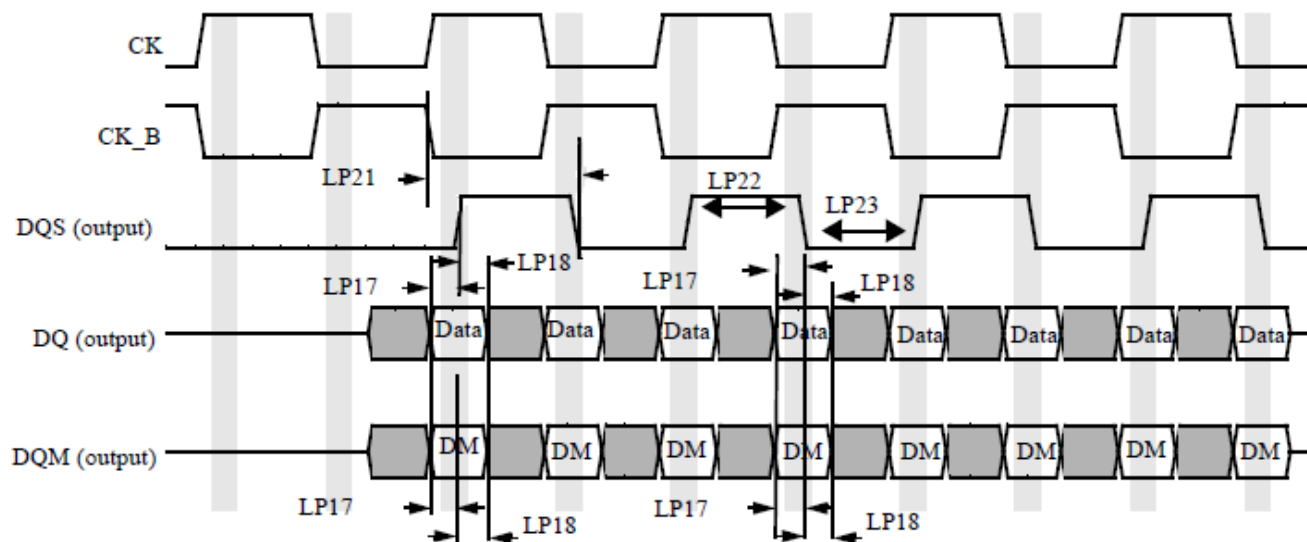 CK
CK_B
LP21
LP22
DQS (output)
LP23
LP18
LP17
LP17
LP18
DQ (output)
Data Data Data Data Data Data Data Data
DQM (output)
DM DM DM DM DM DM DM DM
LP17
LP18
LP17
LP18